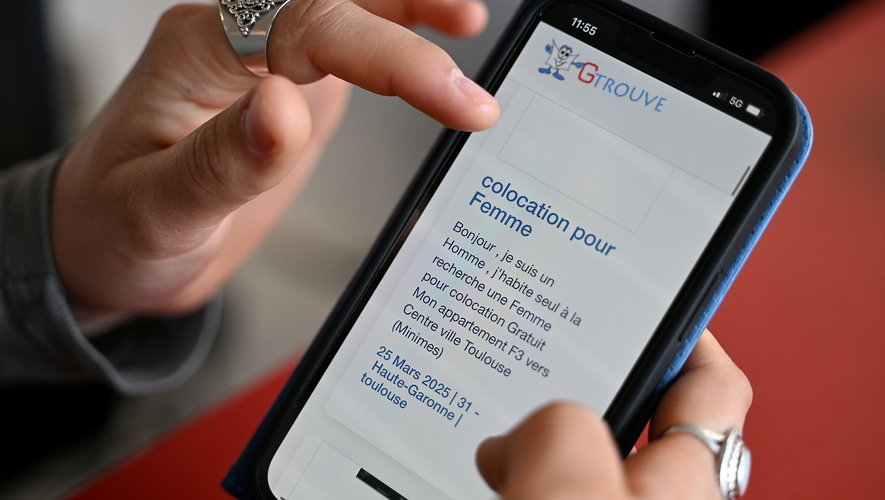 11:55
5G
GTROUVE
colocation pour
Femme
Bonjour , je suis un
Homme , j'habite seul à la
recherche une Femme
pour colocation Gratuit
Mon appartement F3 vers
Centre ville Toulouse
(Minimes)
25 Mars 2025 | 31 -
Haute-Garonne |
toulouse